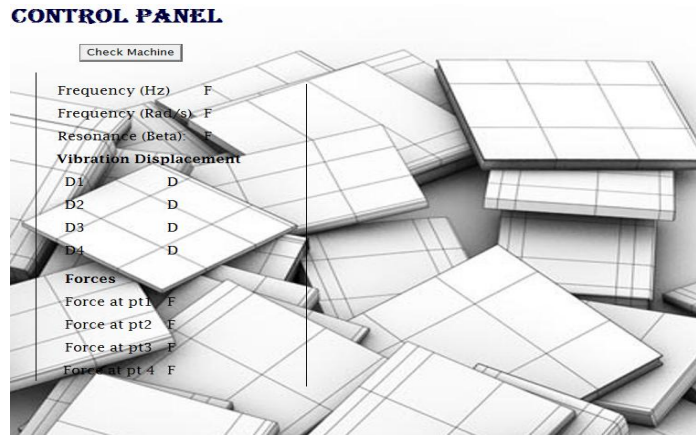 CONTROL PANEL
Check Machine
Frequency (Hz) F
Frequency (Rad/s) F
Resonance (Beta): F
Vibration Displacement
D1 D
D2 D
D3 D
D4 D
Forces
Force at pt1 F
Force at pt2 F
Force at pt3 F
Force at pt 4 F